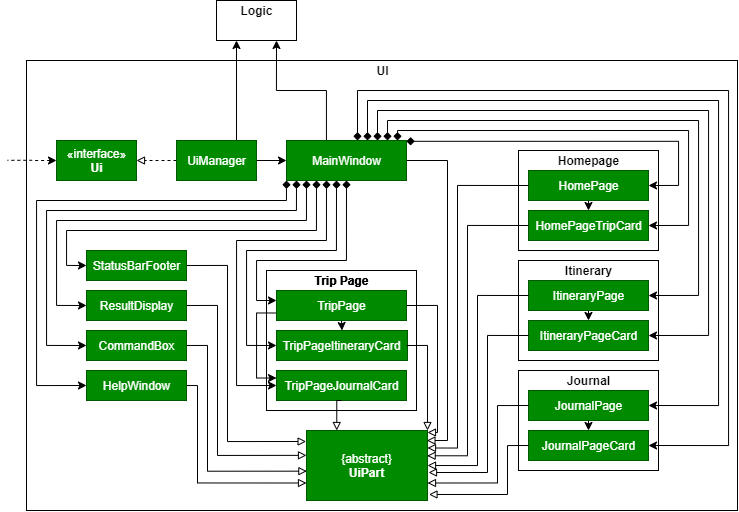 Logic
UI
«interface»
Ui
UiManager
MainWindow
Homepage
HomePage
HomePageTripCard
StatusBarFooter
ResultDisplay
CommandBox
HelpWindow
Trip Page
TripPage
TripPageItineraryCard
TripPageJournalCard
Itinerary
ItineraryPage
ItineraryPageCard
Journal
JournalPage
JournalPageCard
{abstract}
UiPart